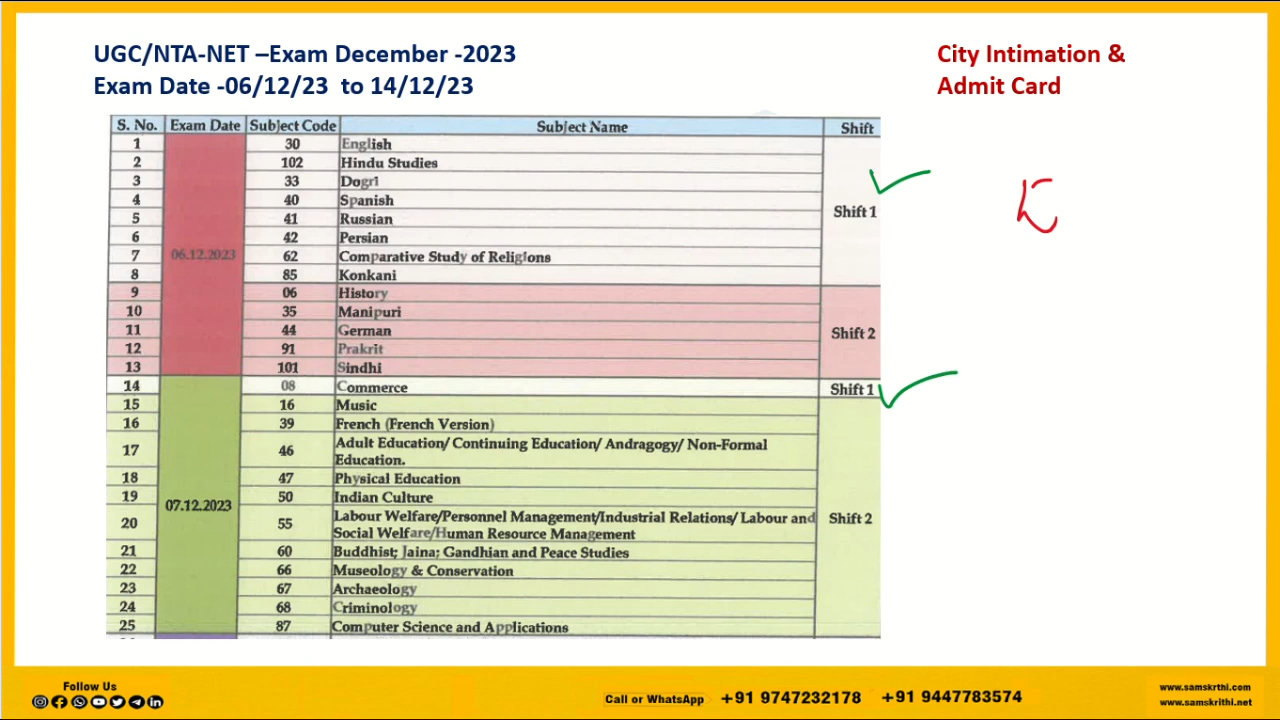 UGC/NTA-NET –Exam December -2023
Exam Date -06/12/23 to 14/12/23
City Intimation &
Admit Card
S. No. Exam Date Subject Code Subject Name Shift
1 30 English
2 102 Hindu Studies
3 33 Dogri
4 40 Spanish
5 41 Russian
6 42 Persian
7 62 Comparative Study of Religions
8 85 Konkani
Shift 1
06.12.2023
9 06 History
10 35 Manipuri
11 44 German
12 91 Prakrit
13 101 Sindhi
Shift 2
14 08 Commerce Shift 1
15 16 Music
16 39 French (French Version)
17 46 Adult Education/ Continuing Education/ Andragogy/ Non-Formal
Education.
18 47 Physical Education
19 50 Indian Culture
07.12.2023
20 55 Labour Welfare/Personnel Management/Industrial Relations/ Labour and
Social Welfare/Human Resource Management
Shift 2
21 60 Buddhist; Jaina; Gandhian and Peace Studies
22 66 Museology & Conservation
23 67 Archaeology
24 68 Criminology
25 87 Computer Science and Applications
Follow Us
Call or WhatsApp +91 9747232178 +91 9447783574
www.samskrthi.com
www.samskrithi.net